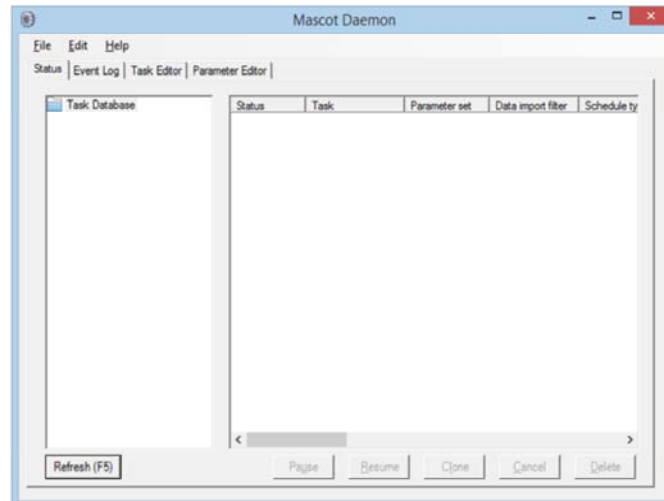 Mascot Daemon
File Edit Help
Status Event Log Task Editor Parameter Editor
Task Database
Status Task Parameter set Data import filter Schedule ty
Refresh (F5) Pause Resume Clone Cancel Delete